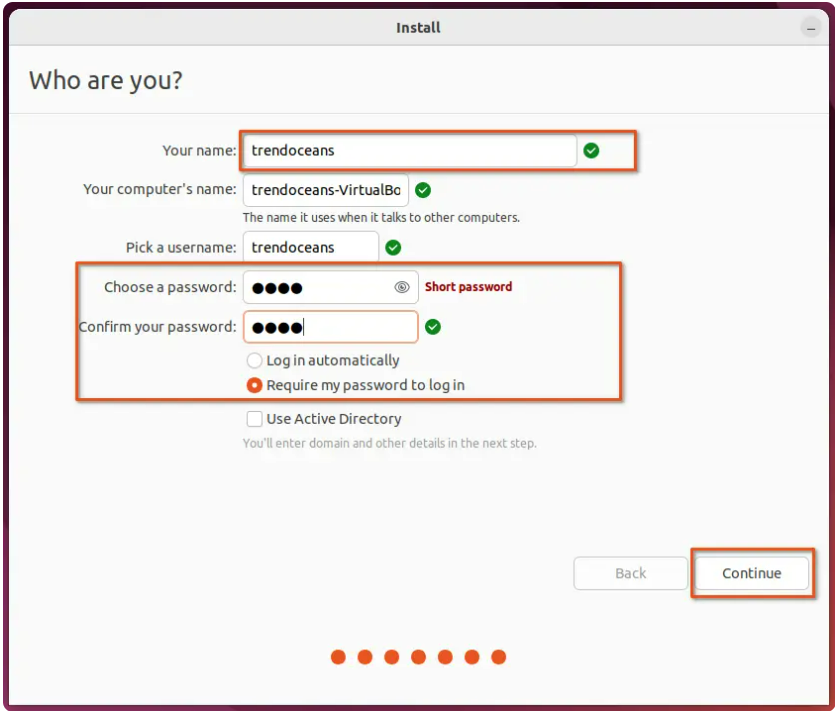 Install
Who are you?
Your name: trendoceans
Your computer's name: trendoceans-VirtualBo
The name it uses when it talks to other computers.
Pick a username: trendoceans
Choose a password: ●●●● Short password
Confirm your password: ●●●●
Log in automatically
Require my password to log in
Use Active Directory
You'll enter domain and other details in the next step.
Back Continue